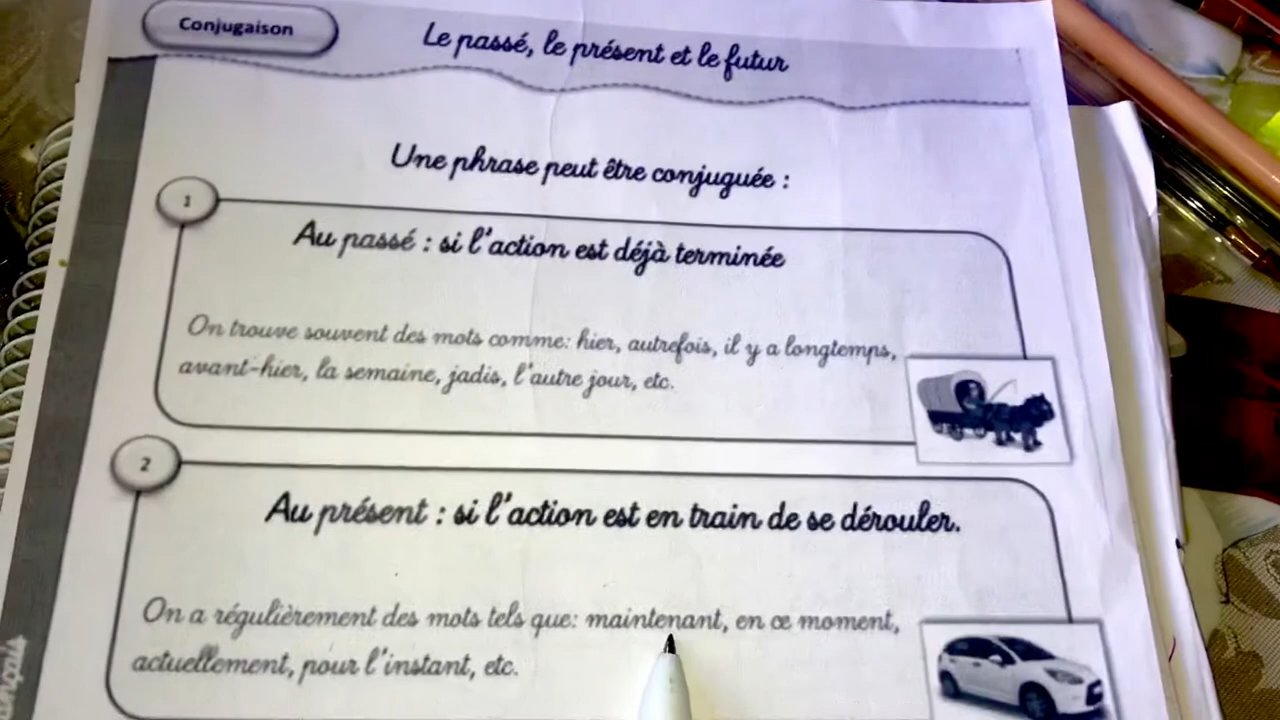 Conjugaison
Le passé, le présent et le futur
Une phrase peut être conjuguée :
1
Au passé : si l'action est déjà terminée
On trouve souvent des mots comme: hier, autrefois, il y a longtemps,
avant-hier, la semaine, jadis, l'autre jour, etc.
2
Au présent : si l'action est en train de se dérouler.
On a régulièrement des mots tels que: maintenant, en ce moment,
actuellement, pour l'instant, etc.